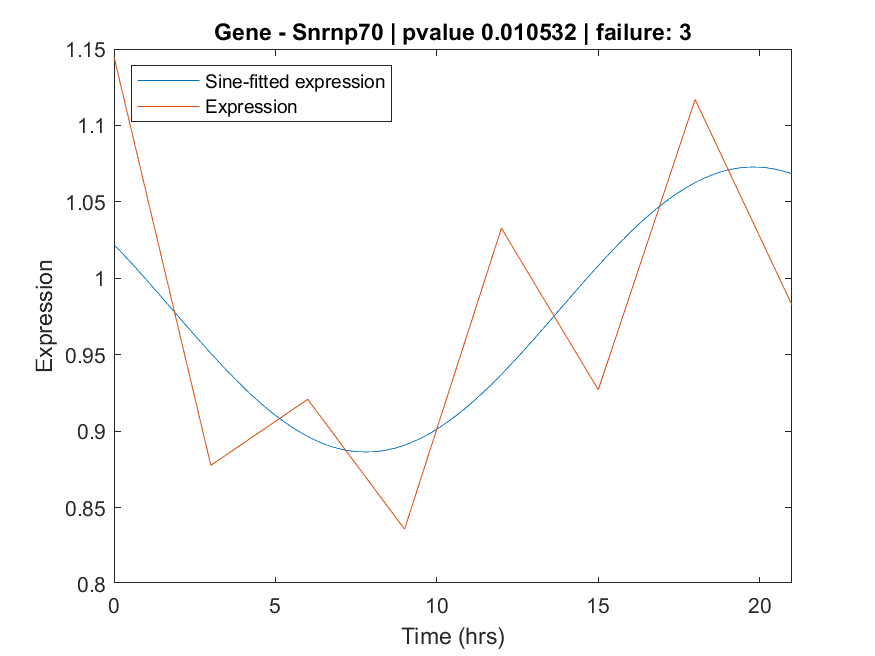 Gene - Snrnp70 | pvalue 0.010532 | failure: 3
1.15
1.1
1.05
1
0.95
0.9
0.85
0.8
Expression
Sine-fitted expression
Expression
0
5
10
15
20
Time (hrs)